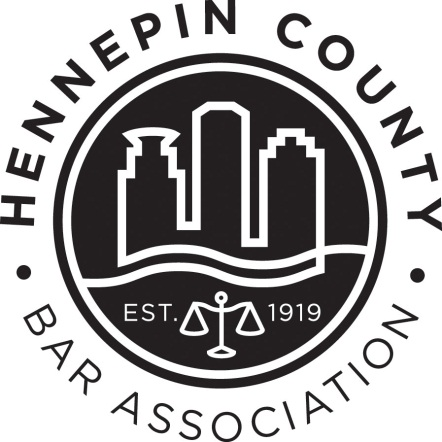 HENNEPIN COUNTY
EST. 1919
• BAR ASSOCIATION •